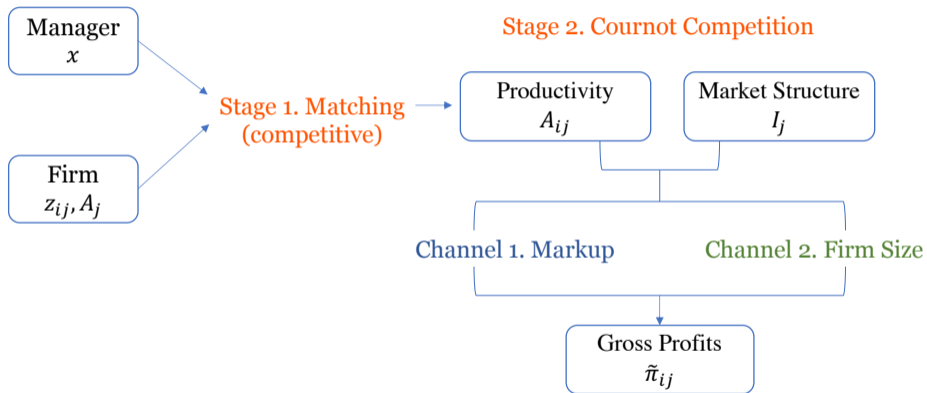 Manager
x
Firm
z_{ij}, A_j
Stage 1. Matching
(competitive)
Stage 2. Cournot Competition
Productivity
A_{ij}
Market Structure
I_j
Channel 1. Markup
Channel 2. Firm Size
Gross Profits
π̃_{ij}